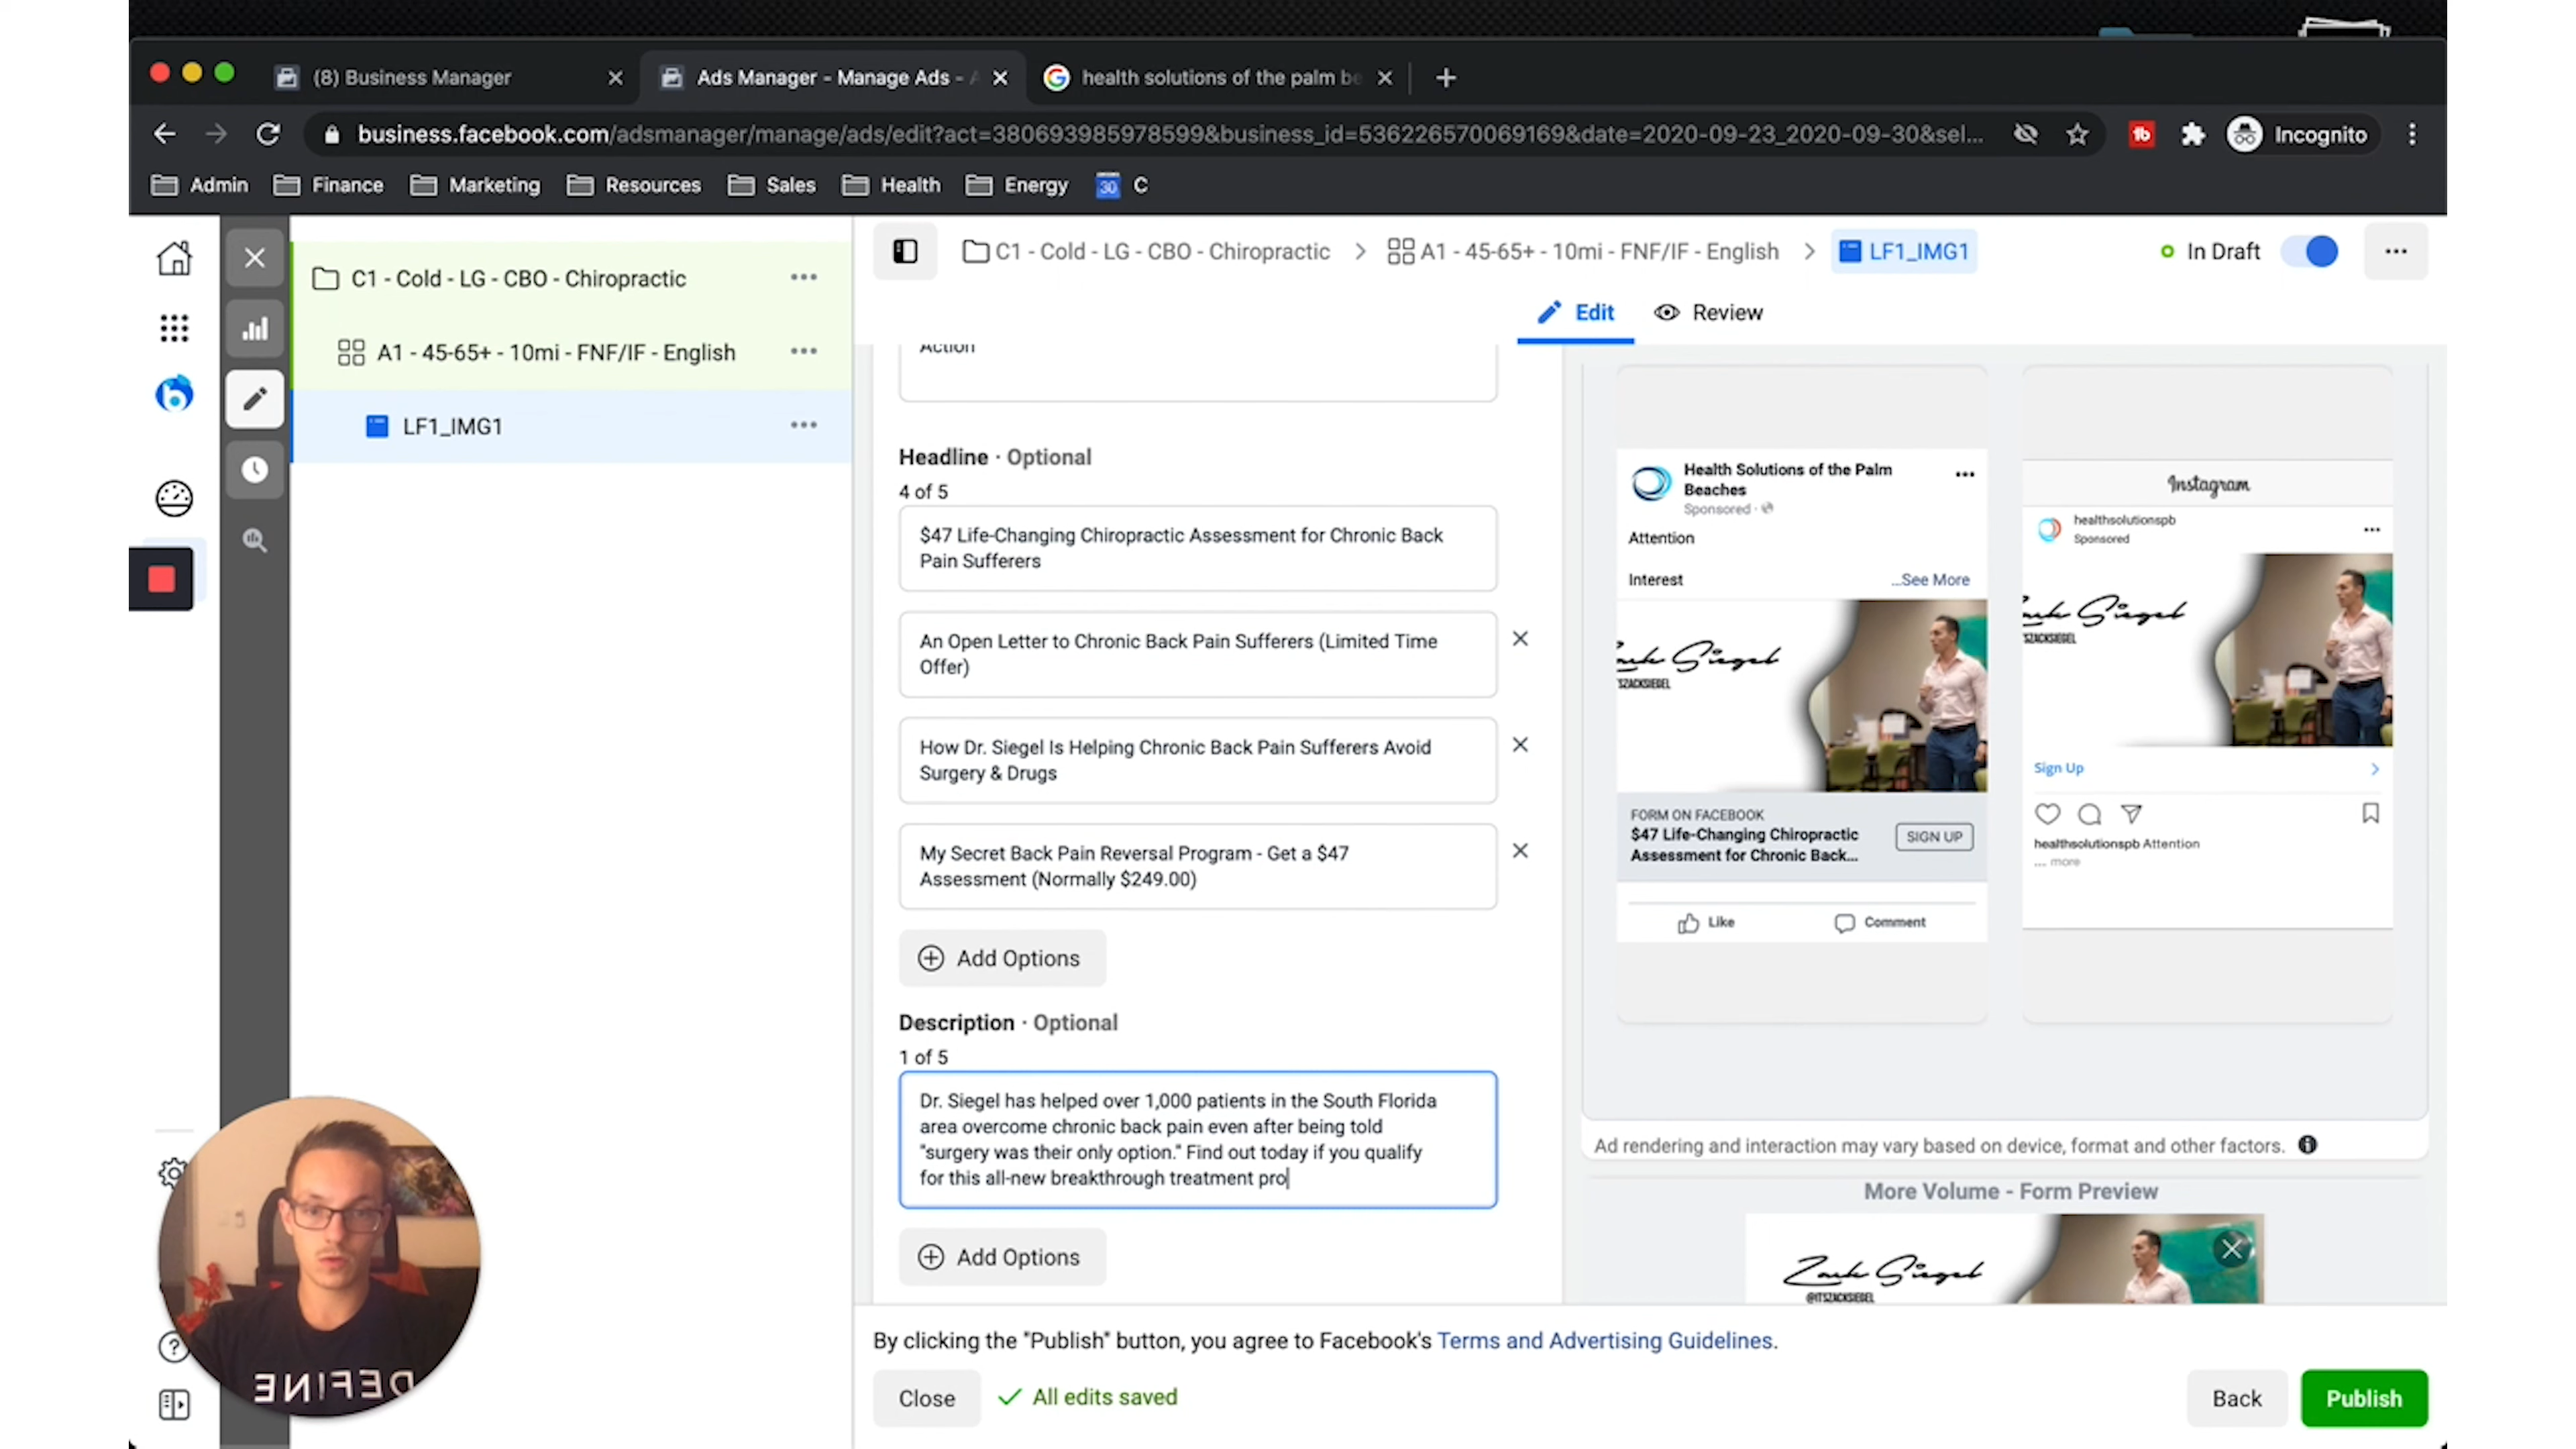 (8) Business Manager
Ads Manager - Manage Ads - A
health solutions of the palm be
business.facebook.com/adsmanager/manage/ads/edit?act=380693985978599&business_id=536226570069169&date=2020-09-23_2020-09-30&sel...
Incognito
Admin
Finance
Marketing
Resources
Sales
Health
Energy
30
C
C1 - Cold - LG - CBO - Chiropractic
A1 - 45-65+ - 10mi - FNF/IF - English
LF1_IMG1
C1 - Cold - LG - CBO - Chiropractic
A1 - 45-65+ - 10mi - FNF/IF - English
LF1_IMG1
In Draft
Edit
Review
Action
Headline · Optional
4 of 5
$47 Life-Changing Chiropractic Assessment for Chronic Back
Pain Sufferers
An Open Letter to Chronic Back Pain Sufferers (Limited Time
Offer)
How Dr. Siegel Is Helping Chronic Back Pain Sufferers Avoid
Surgery & Drugs
My Secret Back Pain Reversal Program - Get a $47
Assessment (Normally $249.00)
Add Options
Description · Optional
1 of 5
Dr. Siegel has helped over 1,000 patients in the South Florida
area overcome chronic back pain even after being told
"surgery was their only option." Find out today if you qualify
for this all-new breakthrough treatment pro
Add Options
Health Solutions of the Palm
Beaches
Sponsored ·
Attention
Interest
...See More
Siegel
FORM ON FACEBOOK
$47 Life-Changing Chiropractic
Assessment for Chronic Back...
SIGN UP
Like
Comment
Instagram
healthsolutionspb
Sponsored
Siegel
Sign Up
healthsolutionspb Attention
... more
Ad rendering and interaction may vary based on device, format and other factors.
More Volume - Form Preview
Zack Siegel
@ITSZACKSIEGEL
By clicking the "Publish" button, you agree to Facebook's Terms and Advertising Guidelines.
Close
All edits saved
Back
Publish
DEFINE